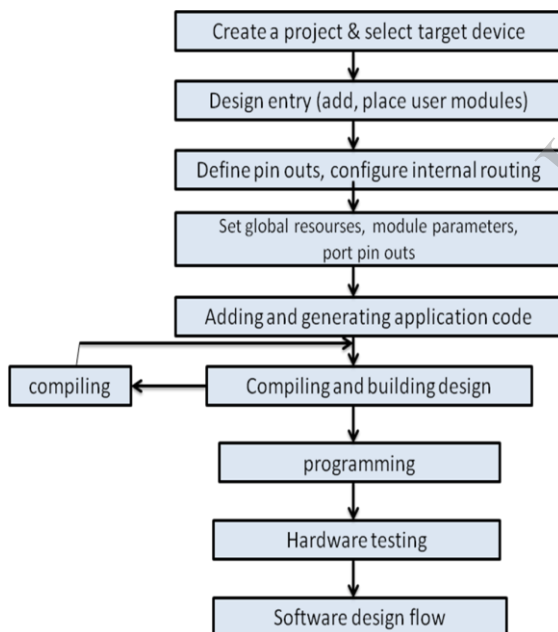 Create a project & select target device
Design entry (add, place user modules)
Define pin outs, configure internal routing
Set global resourses, module parameters,
port pin outs
Adding and generating application code
compiling
Compiling and building design
programming
Hardware testing
Software design flow